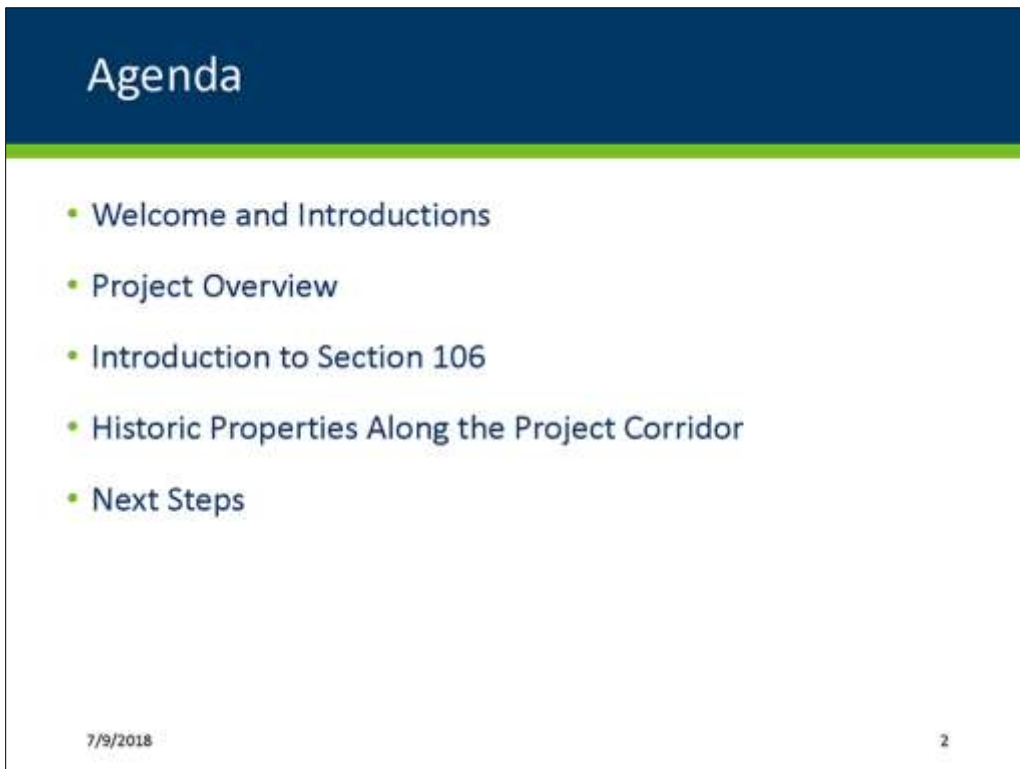 Agenda
• Welcome and Introductions
• Project Overview
• Introduction to Section 106
• Historic Properties Along the Project Corridor
• Next Steps
7/9/2018
2